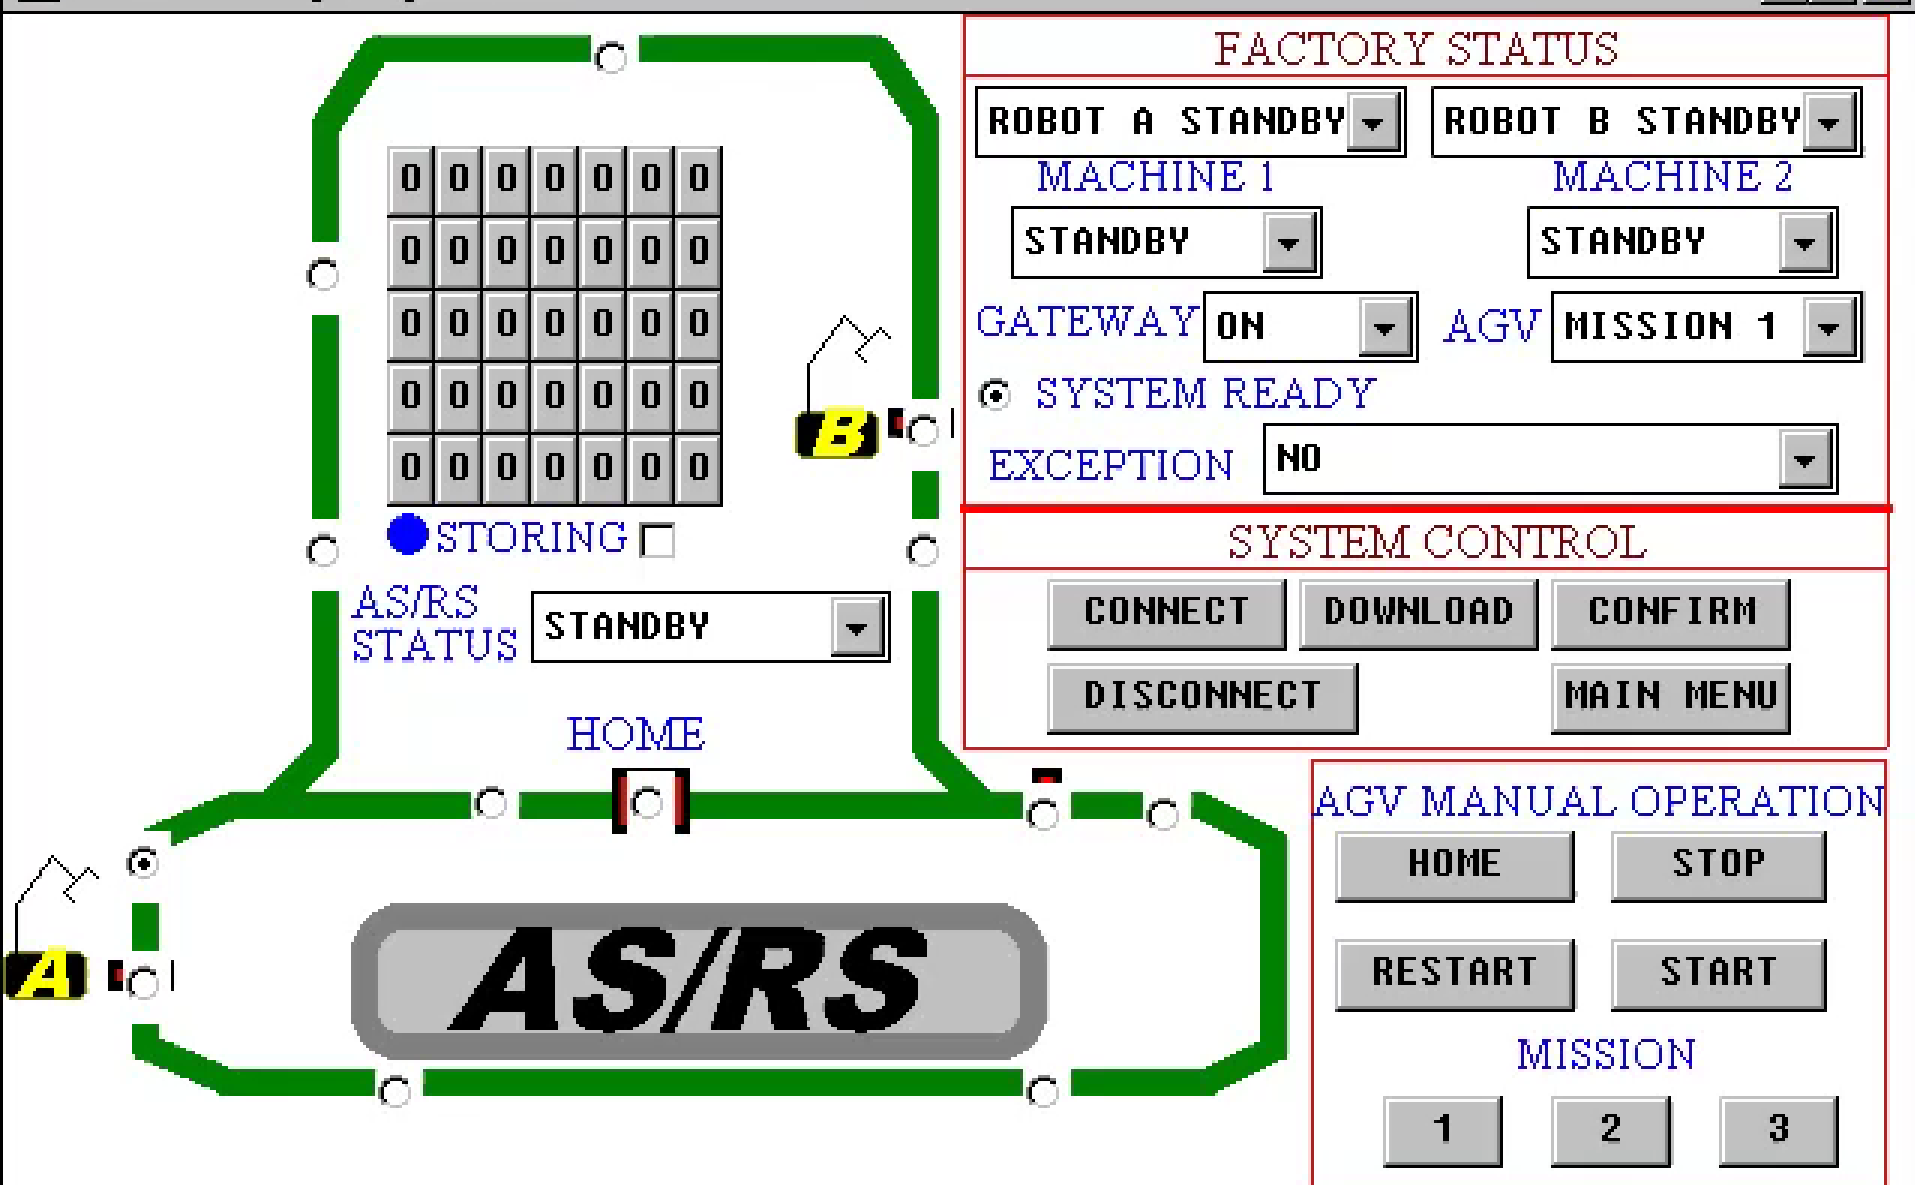 FACTORY STATUS
ROBOT A STANDBY
ROBOT B STANDBY
MACHINE 1
MACHINE 2
STANDBY
STANDBY
GATEWAY
ON
AGV
MISSION 1
SYSTEM READY
EXCEPTION
NO
0 0 0 0 0 0 0
0 0 0 0 0 0 0
0 0 0 0 0 0 0
0 0 0 0 0 0 0
0 0 0 0 0 0 0
B
STORING
AS/RS
STATUS
STANDBY
HOME
A
AS/RS
SYSTEM CONTROL
CONNECT
DOWNLOAD
CONFIRM
DISCONNECT
MAIN MENU
AGV MANUAL OPERATION
HOME
STOP
RESTART
START
MISSION
1
2
3